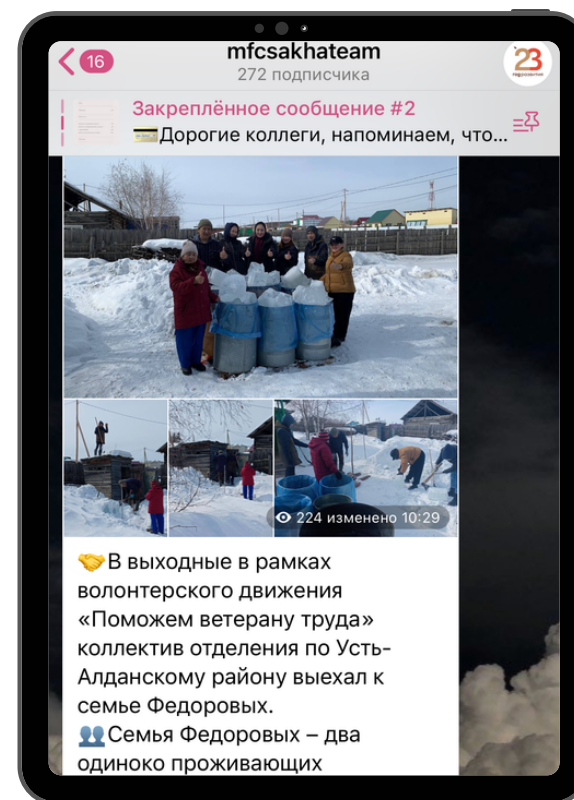 16
mfcsakhateam
272 подписчика
23
Закреплённое сообщение #2
Дорогие коллеги, напоминаем, что...
224 изменено 10:29
🤝В выходные в рамках
волонтерского движения
«Поможем ветерану труда»
коллектив отделения по Усть-
Алданскому району выехал к
семье Федоровых.
👥Семья Федоровых – два
одиноко проживающих